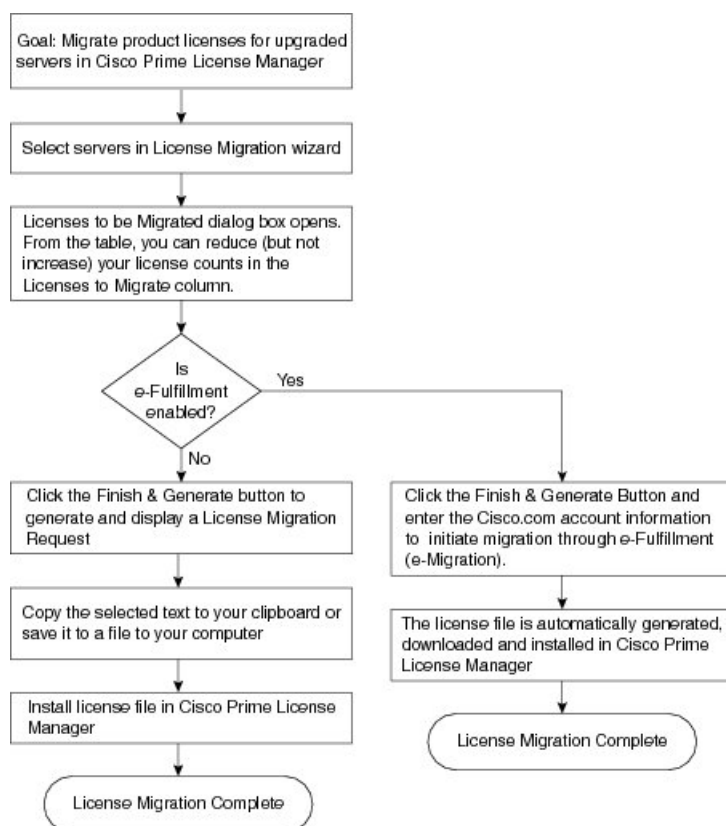 Goal: Migrate product licenses for upgraded
servers in Cisco Prime License Manager
Select servers in License Migration wizard
Licenses to be Migrated dialog box opens.
From the table, you can reduce (but not
increase) your license counts in the
Licenses to Migrate column.
Is
e-Fulfillment
enabled?
Yes
No
Click the Finish & Generate button to
generate and display a License Migration
Request
Copy the selected text to your clipboard or
save it to a file to your computer
Install license file in Cisco Prime License
Manager
License Migration Complete
Click the Finish & Generate Button and
enter the Cisco.com account information
to initiate migration through e-Fulfillment
(e-Migration).
The license file is automatically generated,
downloaded and installed in Cisco Prime
License Manager
License Migration Complete